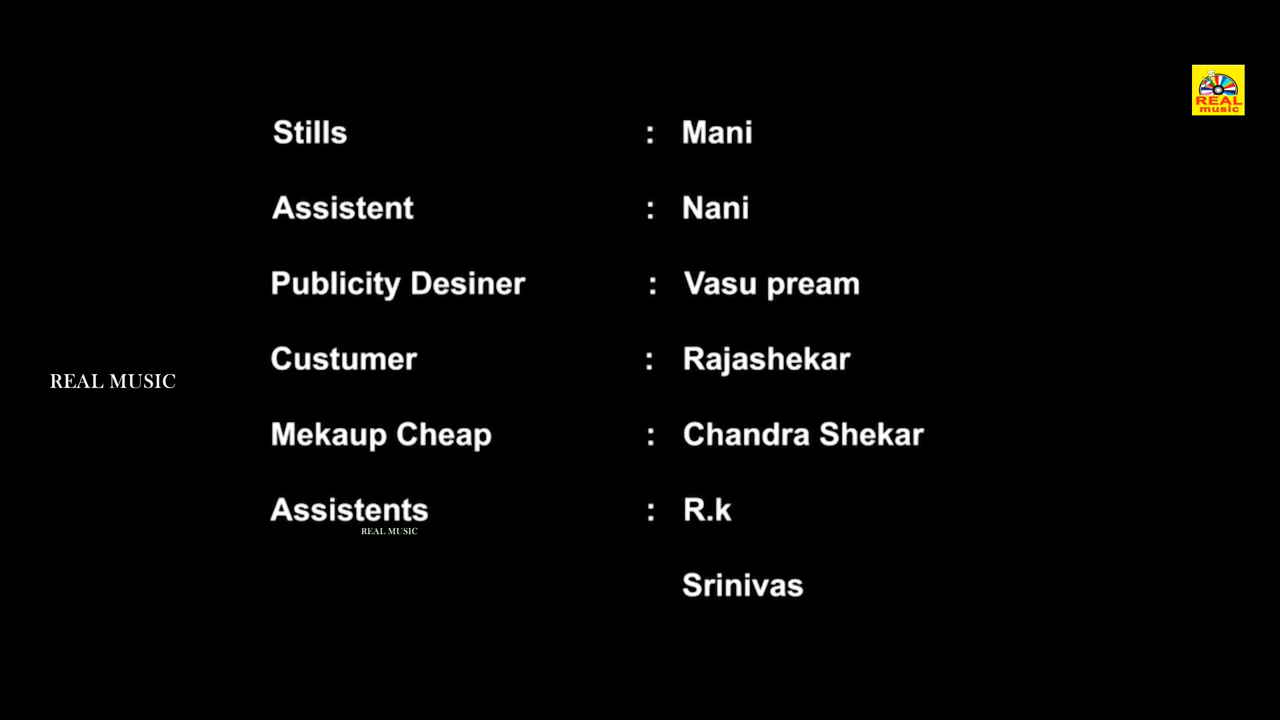 REAL
music
Stills : Mani
Assistent : Nani
Publicity Desiner : Vasu pream
Custumer : Rajashekar
REAL MUSIC
Mekaup Cheap : Chandra Shekar
Assistents : R.k
REAL MUSIC
Srinivas